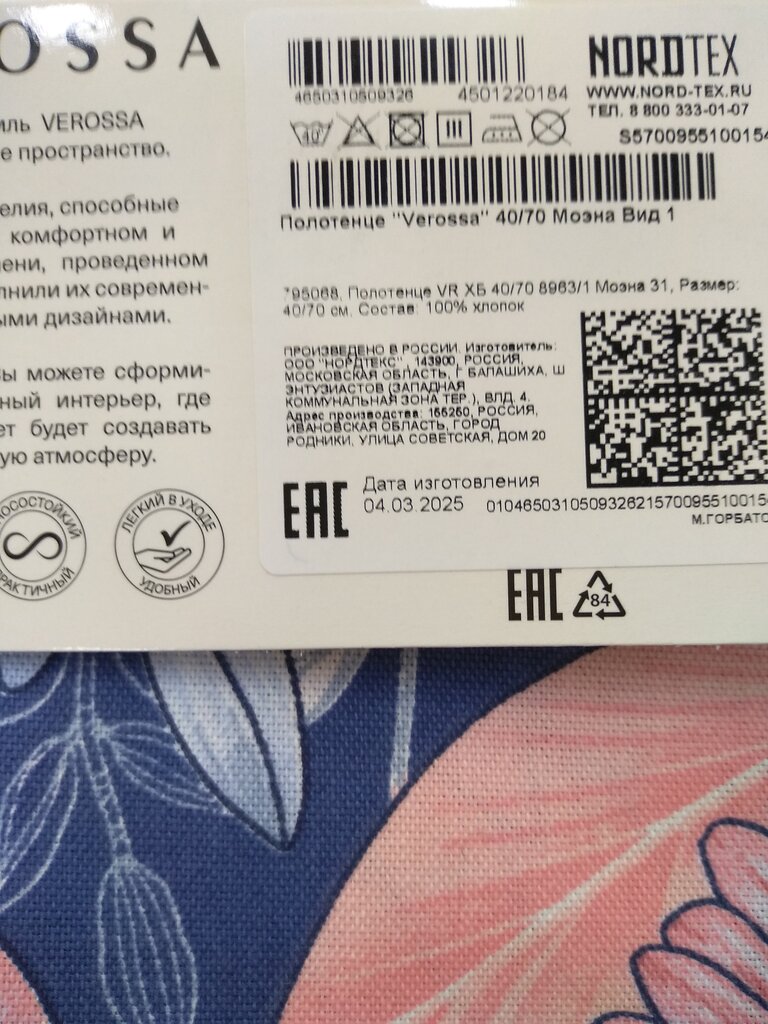 OSSA
VEROSSA
е пространство.
елия, способные
комфортном и
ени, проведенном
лнили их современ-
ыми дизайнами.
вы можете сформи-
ный интерьер, где
ет будет создавать
ую атмосферу.
ЛЕГКИЙ В УХОДЕ
УДОБНЫЙ
NORDTEX
4650310509326 4501220184
WWW.NORD-TEX.RU
ТЕЛ. 8 800 333-01-07
40°
S5700955100154
Полотенце "Verossa" 40/70 Моэна Вид 1
795068, Полотенце VR ХБ 40/70 8963/1 Моэна 31, Размер:
40/70 см. Состав: 100% хлопок
ПРОИЗВЕДЕНО В РОССИИ. Изготовитель:
ООО "НОРДТЕКС", 143900, РОССИЯ,
МОСКОВСКАЯ ОБЛАСТЬ, Г БАЛАШИХА, Ш
ЭНТУЗИАСТОВ (ЗАПАДНАЯ
КОММУНАЛЬНАЯ ЗОНА ТЕР.), ВЛД. 4.
Адрес производства: 155250, РОССИЯ,
ИВАНОВСКАЯ ОБЛАСТЬ, ГОРОД
РОДНИКИ, УЛИЦА СОВЕТСКАЯ, ДОМ 20
EAC
Дата изготовления
04.03.2025
010465031050932621570095510015
М.ГОРБАТО
EAC
84